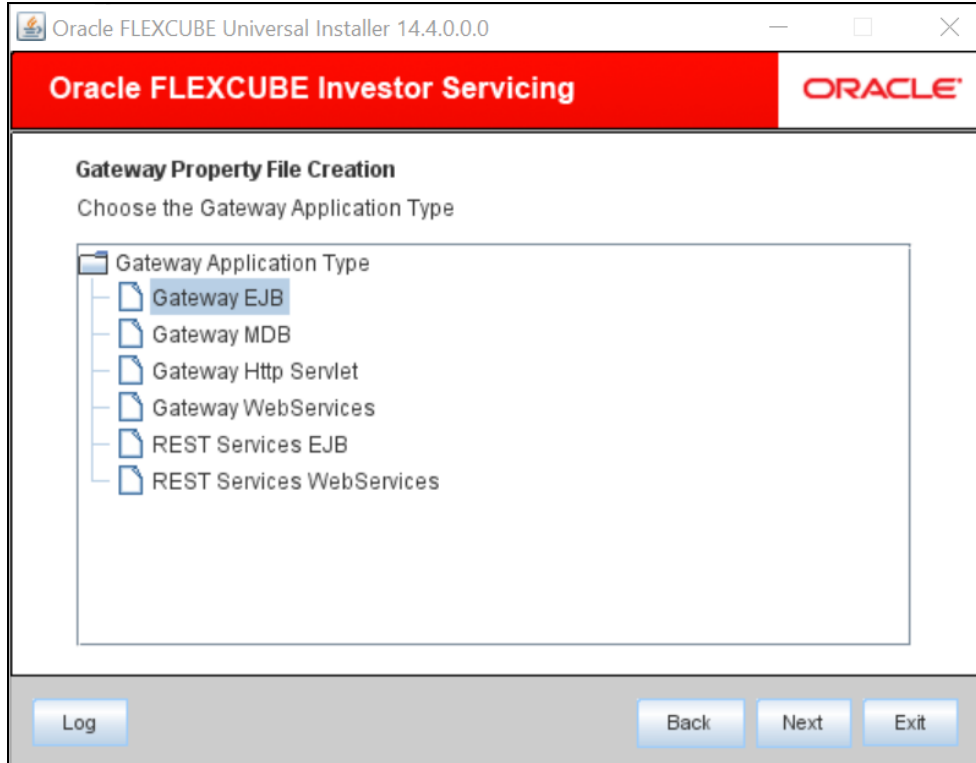 Oracle FLEXCUBE Universal Installer 14.4.0.0.0
Oracle FLEXCUBE Investor Servicing
ORACLE
Gateway Property File Creation
Choose the Gateway Application Type
Gateway Application Type
Gateway EJB
Gateway MDB
Gateway Http Servlet
Gateway WebServices
REST Services EJB
REST Services WebServices
Log Back Next Exit